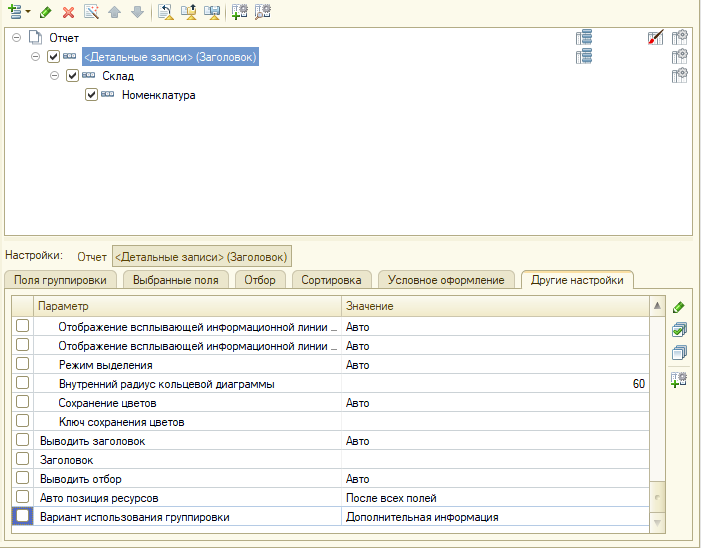 Отчет
<Детальные записи> (Заголовок)
Склад
Номенклатура
Настройки: Отчет <Детальные записи> (Заголовок)
Поля группировки Выбранные поля Отбор Сортировка Условное оформление Другие настройки
Параметр Значение
Отображение всплывающей информационной линии ... Авто
Отображение всплывающей информационной линии ... Авто
Режим выделения Авто
Внутренний радиус кольцевой диаграммы 60
Сохранение цветов Авто
Ключ сохранения цветов
Выводить заголовок Авто
Заголовок
Выводить отбор Авто
Авто позиция ресурсов После всех полей
Вариант использования группировки Дополнительная информация